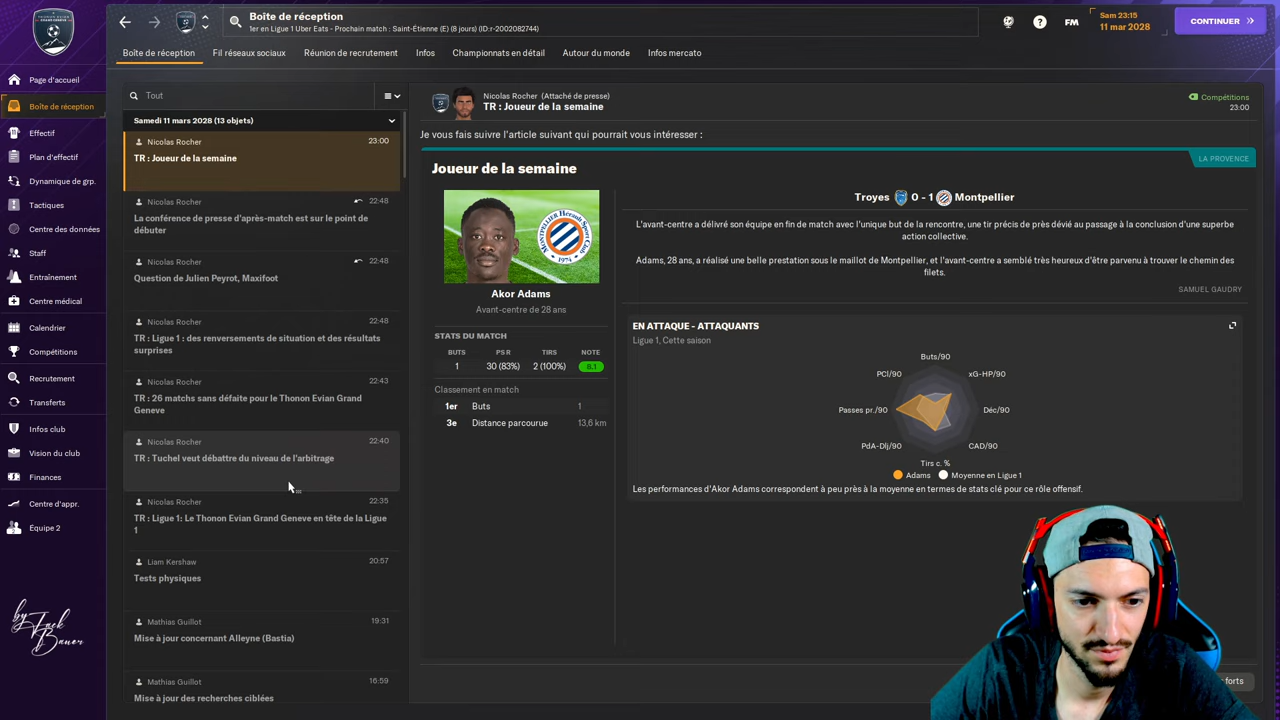 Boîte de réception
1er en Ligue 1 Uber Eats - Prochain match : Saint-Étienne (E) (8 jours) (ID:r-2002082744)
FM
Sam 23:15
11 mar 2028
CONTINUER
Boîte de réception
Fil réseaux sociaux
Réunion de recrutement
Infos
Championnats en détail
Autour du monde
Infos mercato
Page d'accueil
Boîte de réception
Effectif
Plan d'effectif
Dynamique de grp.
Tactiques
Centre des données
Staff
Entraînement
Centre médical
Calendrier
Compétitions
Recrutement
Transferts
Infos club
Vision du club
Finances
Centre d'appr.
Equipe 2
by Jack Bauer
Tout
Samedi 11 mars 2028 (13 objets)
Nicolas Rocher 23:00
TR : Joueur de la semaine
Nicolas Rocher 22:48
La conférence de presse d'après-match est sur le point de
débuter
Nicolas Rocher 22:48
Question de Julien Peyrot, Maxifoot
Nicolas Rocher 22:48
TR : Ligue 1 : des renversements de situation et des résultats
surprises
Nicolas Rocher 22:43
TR : 26 matchs sans défaite pour le Thonon Evian Grand
Geneve
Nicolas Rocher 22:40
TR : Tuchel veut débattre du niveau de l'arbitrage
Nicolas Rocher 22:35
TR : Ligue 1: Le Thonon Evian Grand Geneve en tête de la Ligue
1
Liam Kershaw 20:57
Tests physiques
Mathias Guillot 19:31
Mise à jour concernant Alleyne (Bastia)
Mathias Guillot 16:59
Mise à jour des recherches ciblées
Nicolas Rocher (Attaché de presse)
TR : Joueur de la semaine
Compétitions
23:00
Je vous fais suivre l'article suivant qui pourrait vous intéresser :
LA PROVENCE
Joueur de la semaine
MONTPELLIER Hérault Sport Club
1974
Akor Adams
Avant-centre de 28 ans
STATS DU MATCH
BUTS PS R TIRS NOTE
1 30 (83%) 2 (100%) 8.1
Classement en match
1er Buts 1
3e Distance parcourue 13,6 km
Troyes 0 - 1 Montpellier
L'avant-centre a délivré son équipe en fin de match avec l'unique but de la rencontre, une tir précis de près dévié au passage à la conclusion d'une superbe
action collective.
Adams, 28 ans, a réalisé une belle prestation sous le maillot de Montpellier, et l'avant-centre a semblé très heureux d'être parvenu à trouver le chemin des
filets.
SAMUEL GAUDRY
EN ATTAQUE - ATTAQUANTS
Ligue 1, Cette saison
Buts/90
PCl/90
xG-HP/90
Passes pr./90
Déc/90
PdA-Dlj/90
CAD/90
Tirs c. %
Adams
Moyenne en Ligue 1
Les performances d'Akor Adams correspondent à peu près à la moyenne en termes de stats clé pour ce rôle offensif.
forts